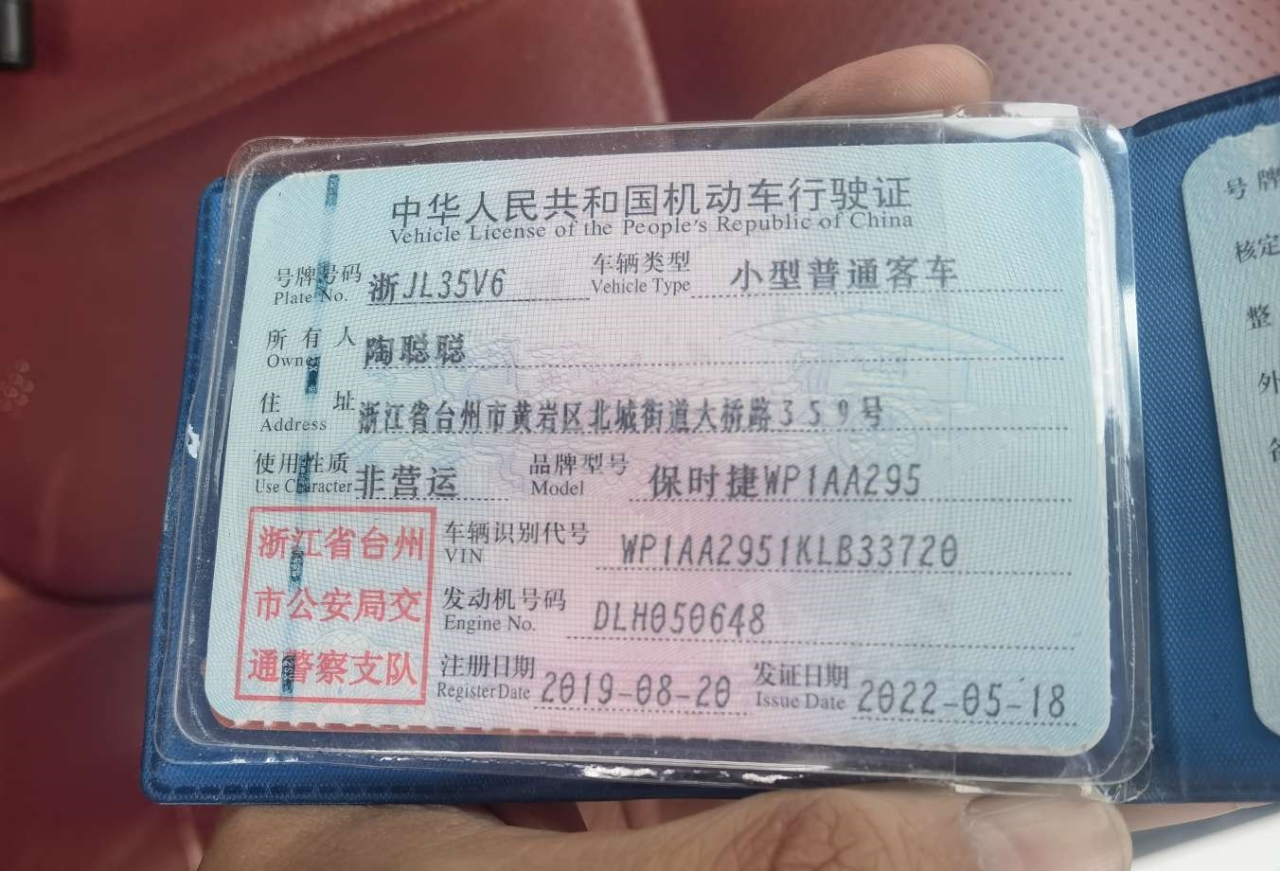 中华人民共和国机动车行驶证
Vehicle License of the People's Republic of China
号牌号码 浙JL35V6 车辆类型 小型普通客车
Plate No. Vehicle Type
所有人 陶聪聪
Owner
住址 浙江省台州市黄岩区北城街道大桥路359号
Address
使用性质 非营运 品牌型号 保时捷WP1AA295
Use Character Model
浙江省台州
市公安局交
通警察支队
车辆识别代号 WP1AA2951KLB33720
VIN
发动机号码 DLH050648
Engine No.
注册日期 2019-08-20 发证日期 2022-05-18
Register Date Issue Date
号牌
核定
整
外